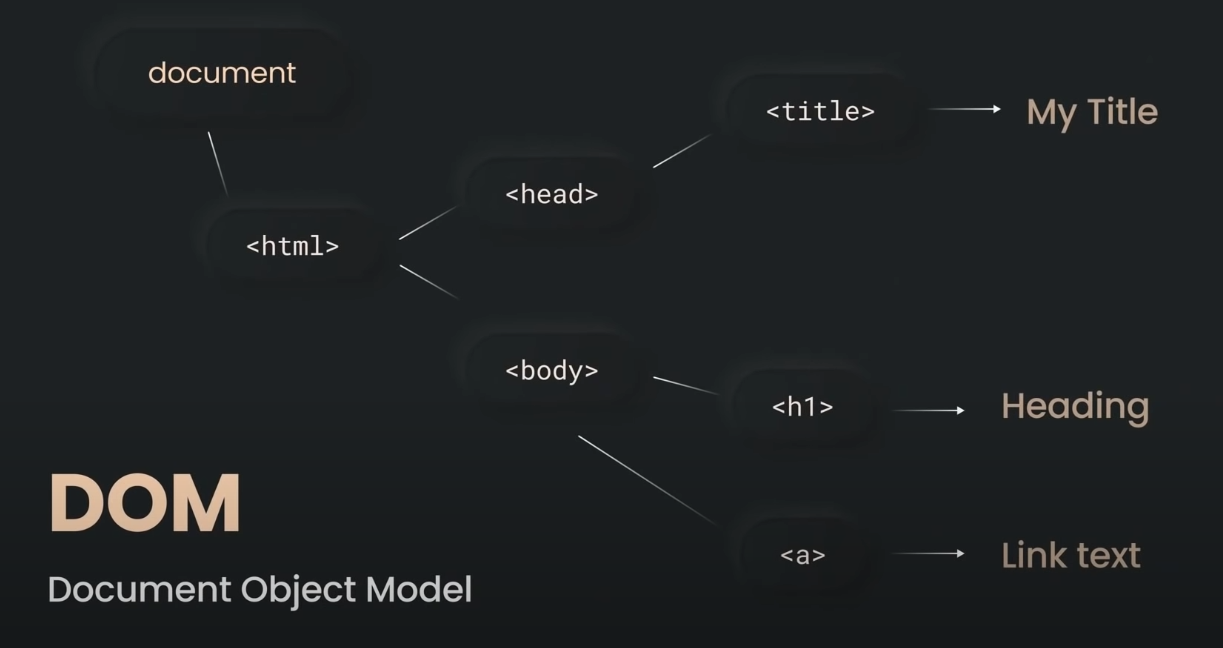 document
<title>
My Title
<head>
<html>
<body>
<h1>
Heading
DOM
<a>
Link text
Document Object Model